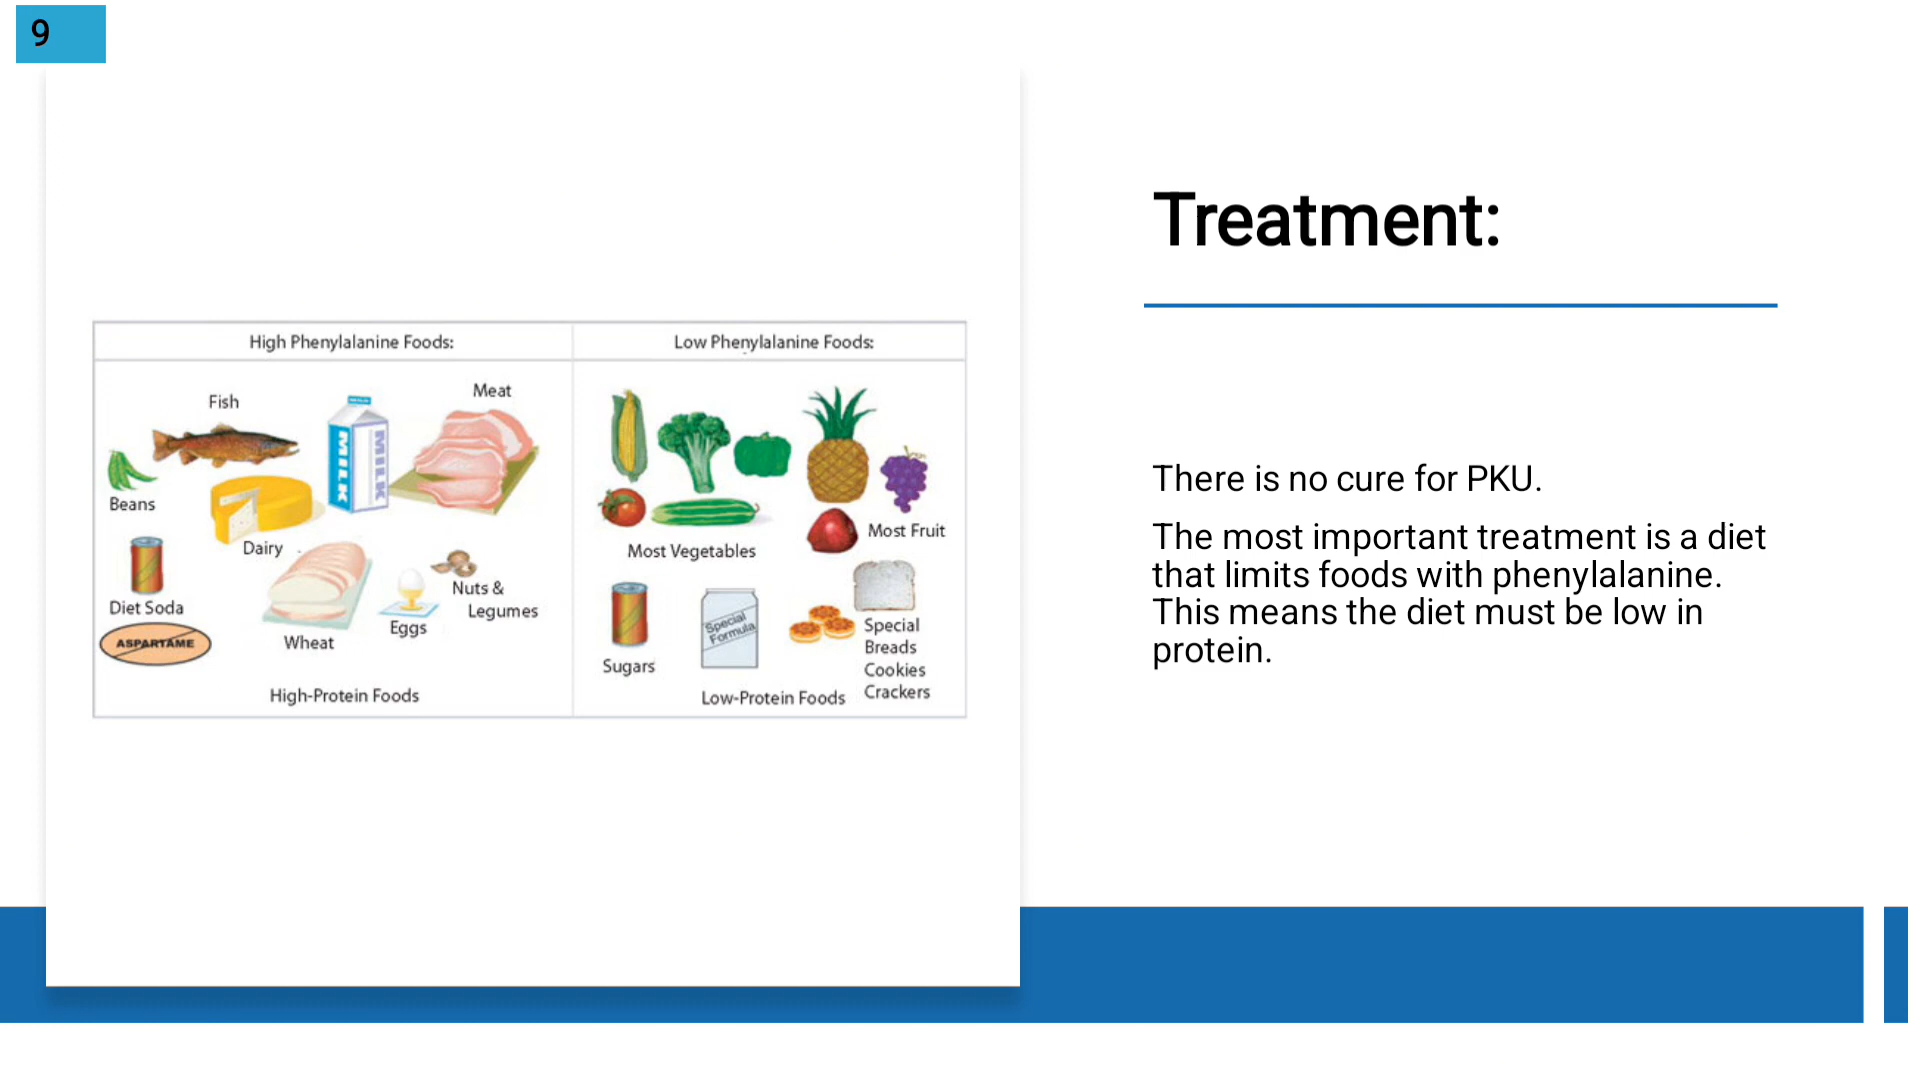 9
High Phenylalanine Foods:
Low Phenylalanine Foods:
Fish
MILK
MILK
Meat
Beans
Dairy
Diet Soda
ASPARTAME
Wheat
Eggs
Nuts &
Legumes
High-Protein Foods
Most Vegetables
Most Fruit
Sugars
Special
Formula
Special
Breads
Cookies
Crackers
Low-Protein Foods
Treatment:
There is no cure for PKU.
The most important treatment is a diet
that limits foods with phenylalanine.
This means the diet must be low in
protein.